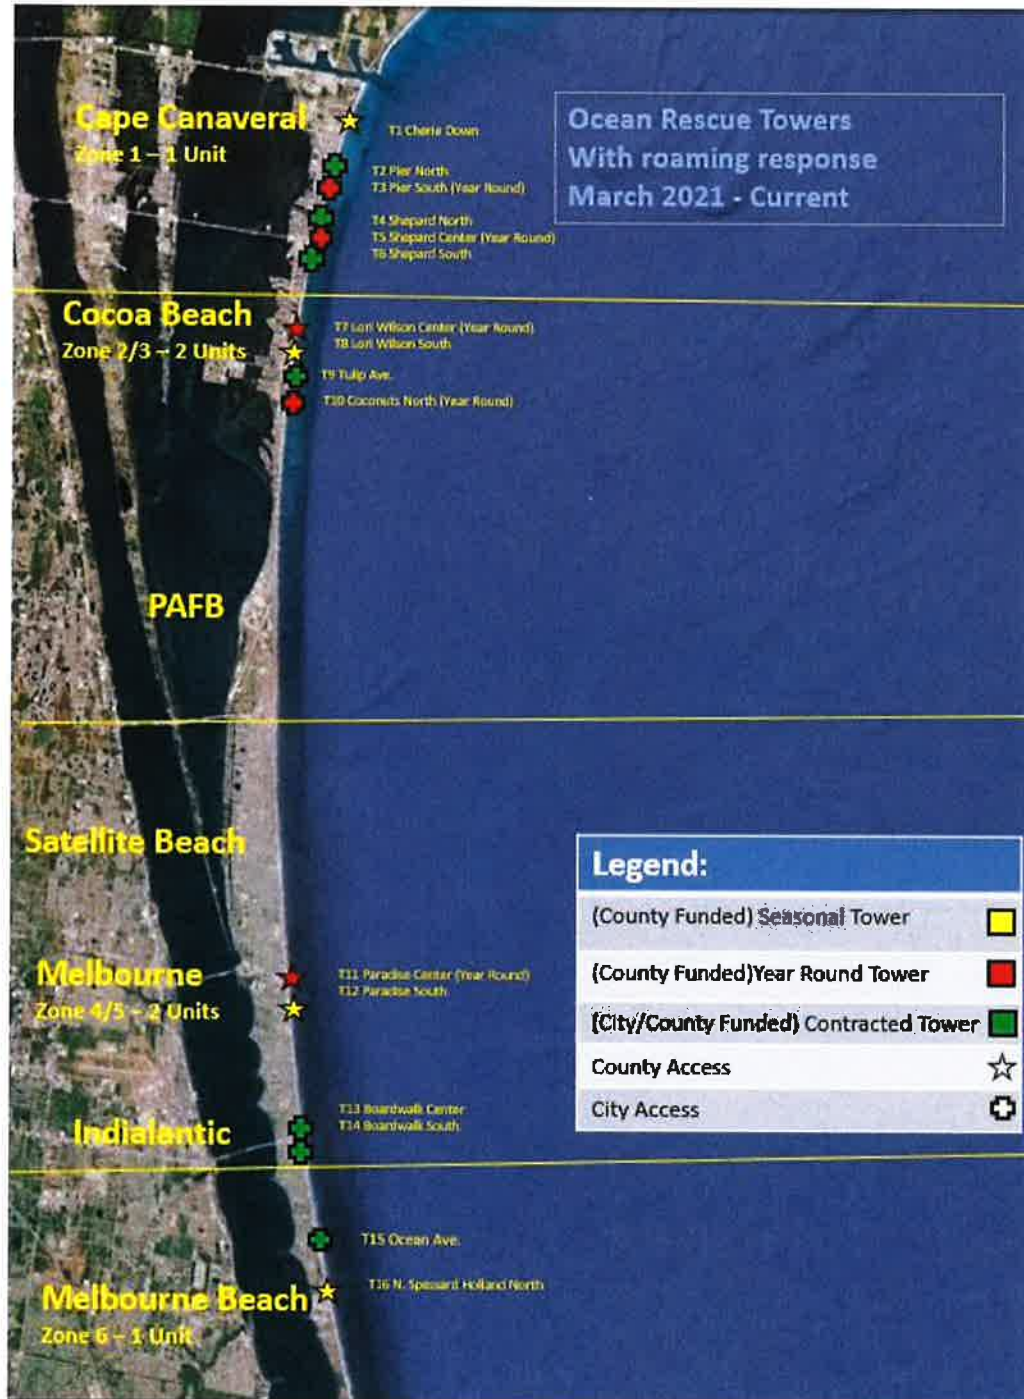 Cape Canaveral
Zone 1 – 1 Unit
T1 Cherie Down
Ocean Rescue Towers
With roaming response
March 2021 - Current
T2 Pier North
T3 Pier South (Year Round)
T4 Shepard North
T5 Shepard Center (Year Round)
T6 Shepard South
Cocoa Beach
Zone 2/3 – 2 Units
T7 Lori Wilson Center (Year Round)
T8 Lori Wilson South
T9 Tulip Ave.
T10 Coconuts North (Year Round)
PAFB
Satellite Beach
Legend:
(County Funded) Seasonal Tower
(County Funded)Year Round Tower
(City/County Funded) Contracted Tower
County Access
City Access
Melbourne
Zone 4/5 – 2 Units
T11 Paradise Center (Year Round)
T12 Paradise South
Indialantic
T13 Boardwalk Center
T14 Boardwalk South
T15 Ocean Ave.
T16 N. Spessard Holland North
Melbourne Beach
Zone 6 – 1 Unit